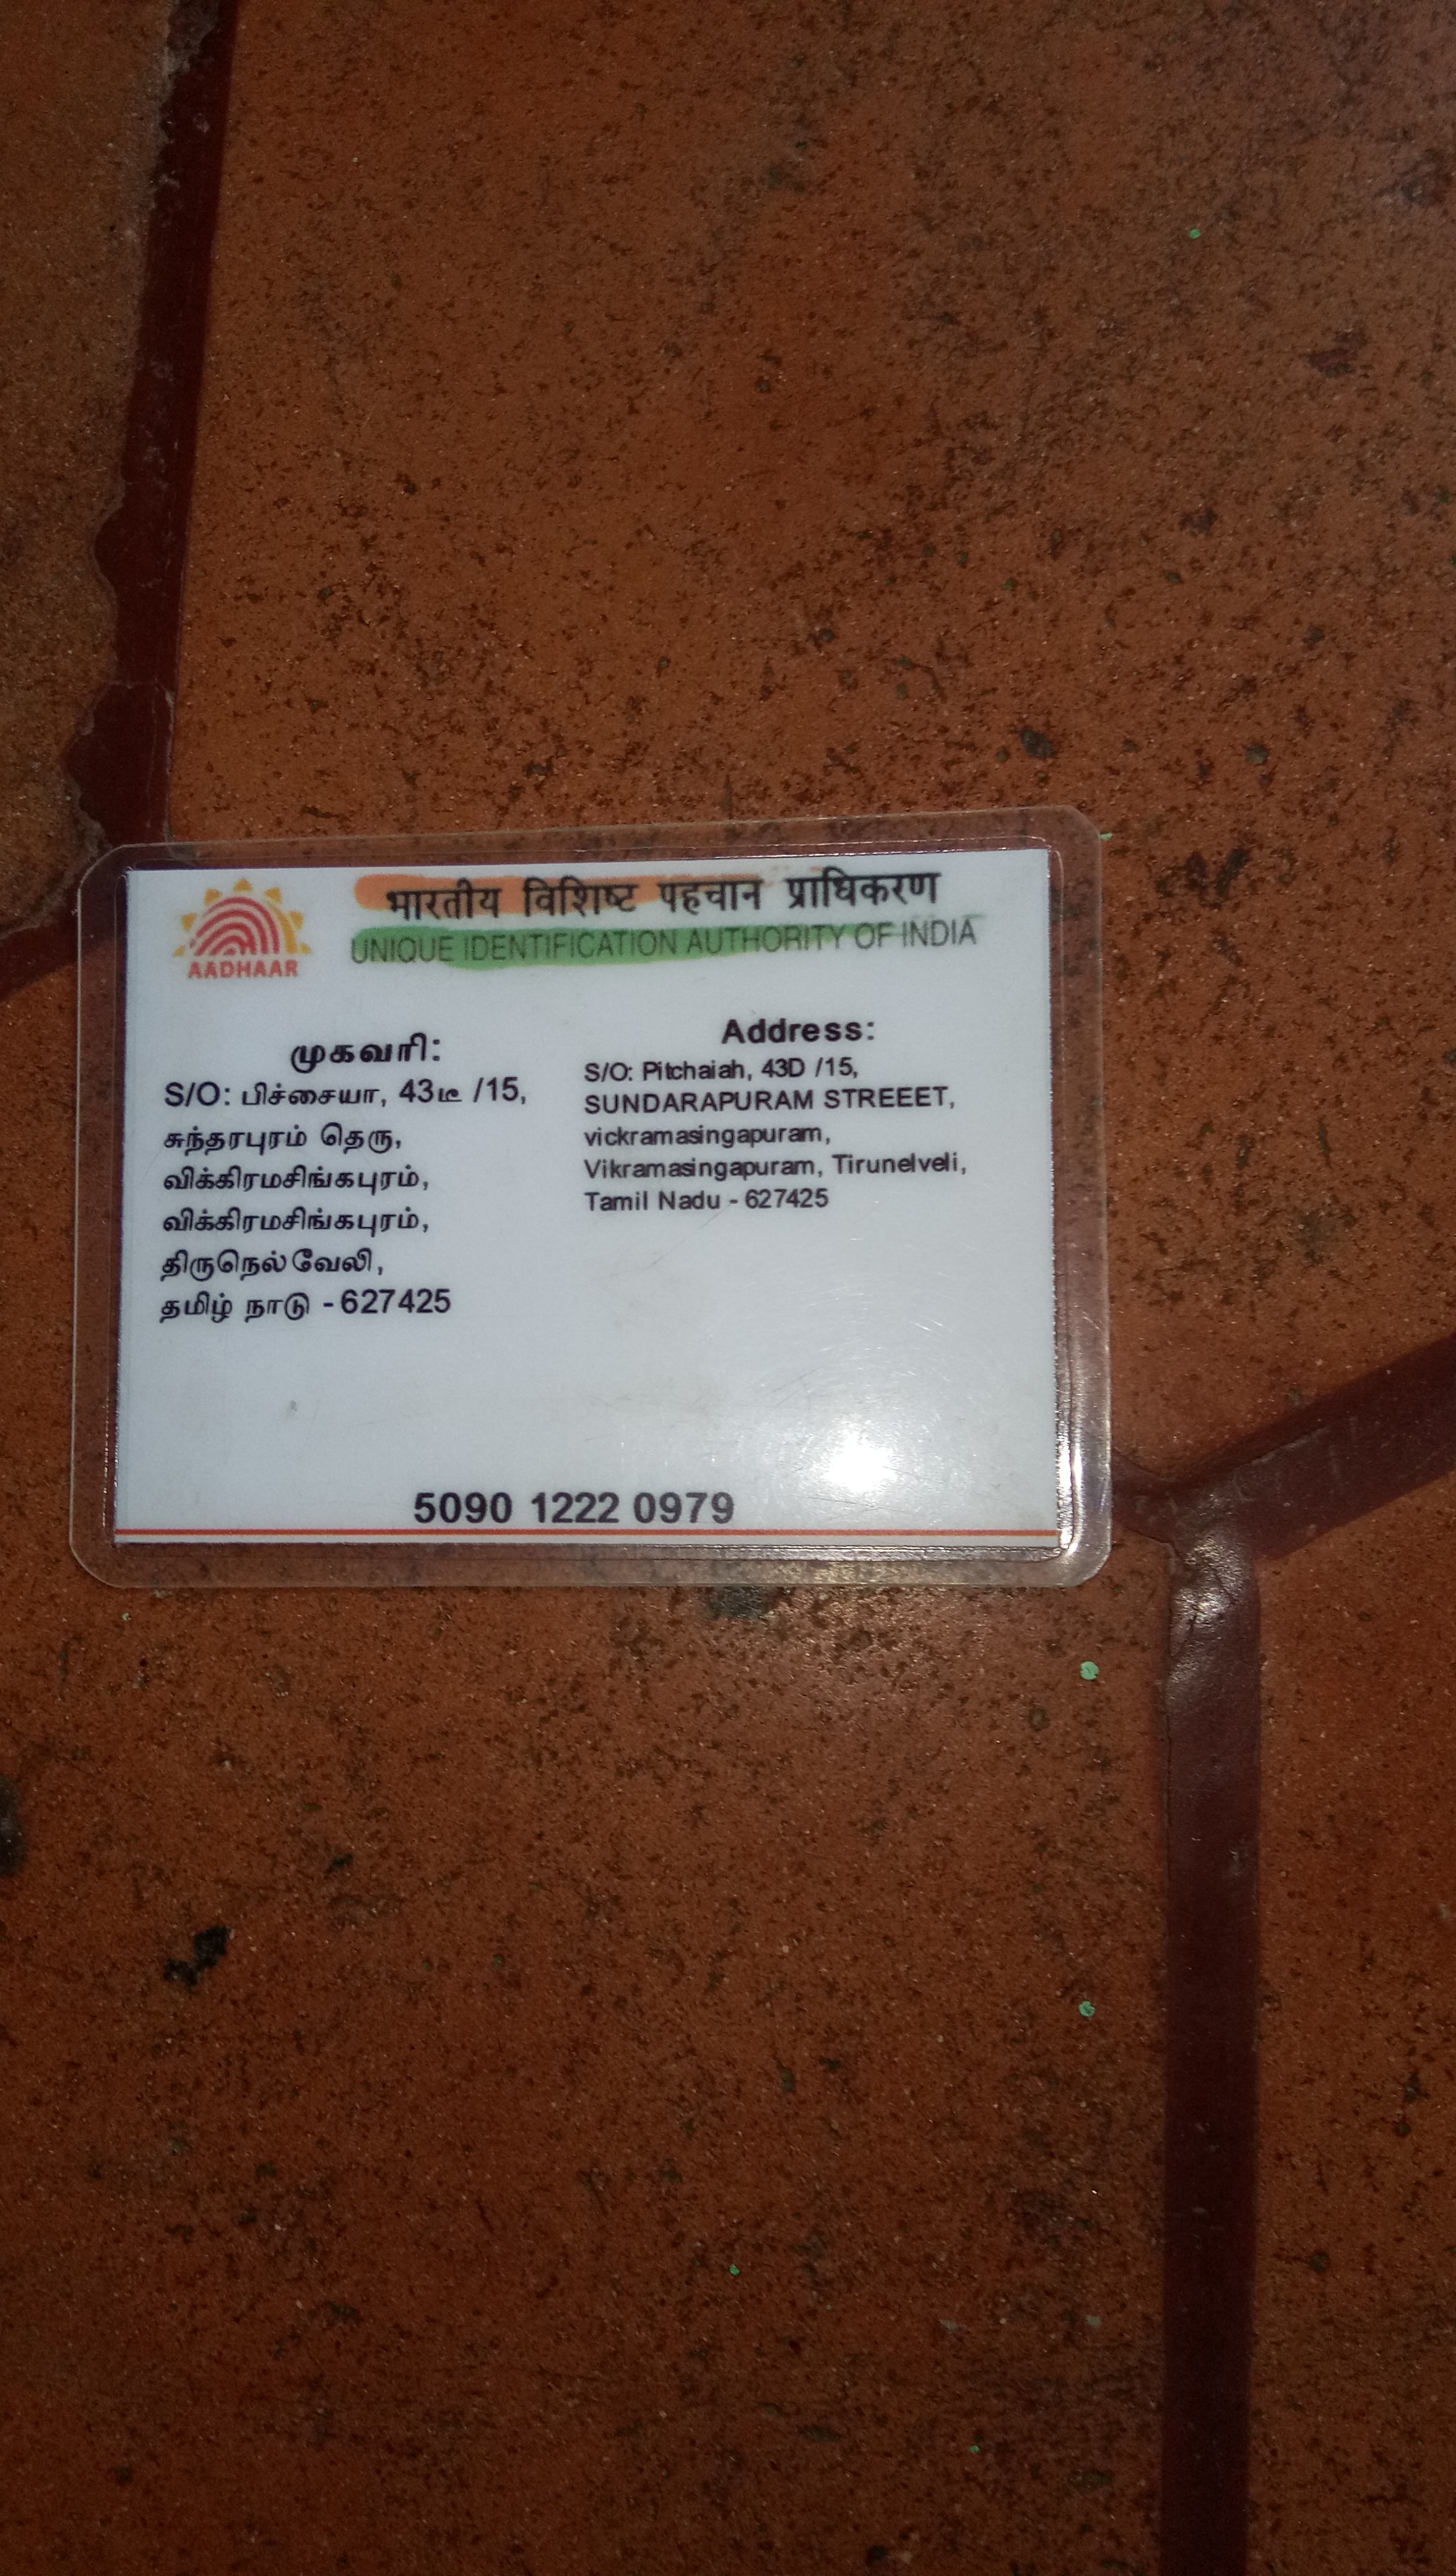 भारतीय विशिष्ट पहचान प्राधिकरण
UNIQUE IDENTIFICATION AUTHORITY OF INDIA
AADHAAR
முகவரி:
S/O: பிச்சையா, 43டீ /15,
சுந்தரபுரம் தெரு,
விக்கிரமசிங்கபுரம்,
விக்கிரமசிங்கபுரம்,
திருநெல்வேலி,
தமிழ் நாடு - 627425
Address:
S/O: Pitchaiah, 43D /15,
SUNDARAPURAM STREEET,
vickramasingapuram,
Vikramasingapuram, Tirunelveli,
Tamil Nadu - 627425
5090 1222 0979